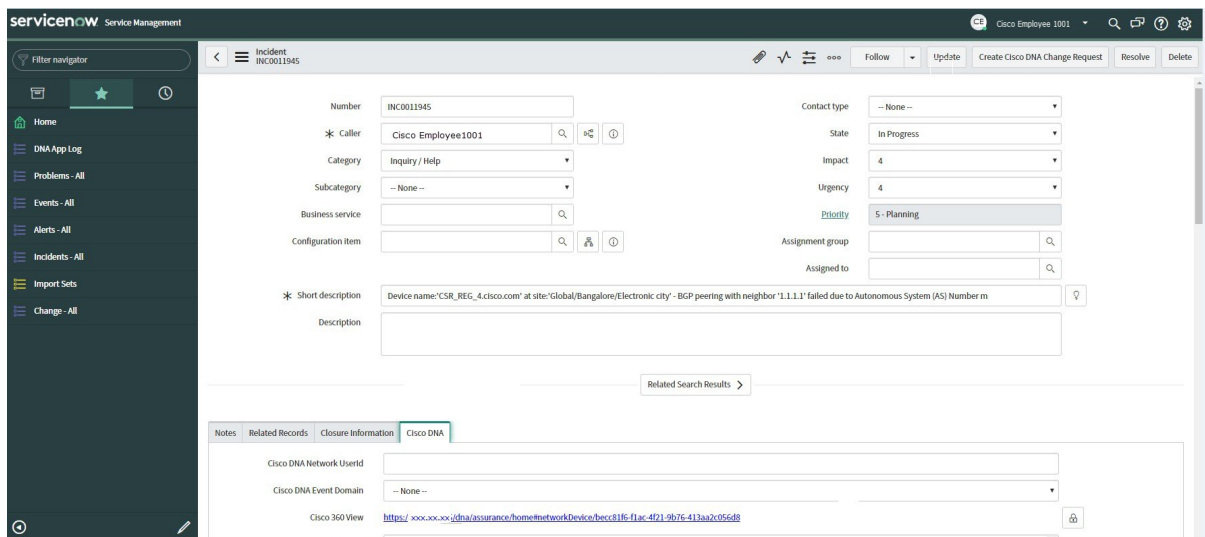 servicenow Service Management
CE Cisco Employee 1001
Filter navigator
Home
DNA App Log
Problems - All
Events - All
Alerts - All
Incidents - All
Import Sets
Change - All
Incident
INC0011945
Follow
Update
Create Cisco DNA Change Request
Resolve
Delete
Number INC0011945
Caller Cisco Employee1001
Category Inquiry / Help
Subcategory -- None --
Business service
Configuration item
Contact type -- None --
State In Progress
Impact 4
Urgency 4
Priority 5 - Planning
Assignment group
Assigned to
Short description Device name:'CSR_REG_4.cisco.com' at site:'Global/Bangalore/Electronic city' - BGP peering with neighbor '1.1.1.1' failed due to Autonomous System (AS) Number m
Description
Related Search Results
Notes Related Records Closure Information Cisco DNA
Cisco DNA Network UserId
Cisco DNA Event Domain -- None --
Cisco 360 View https:/ xxx.xx.xx/dna/assurance/home#networkDevice/becc81f6-f1ac-4f21-9b76-413aa2c056d8